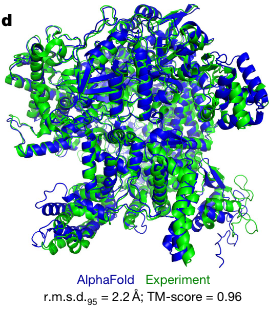 d
AlphaFold Experiment
r.m.s.d.95 = 2.2 Å; TM-score = 0.96